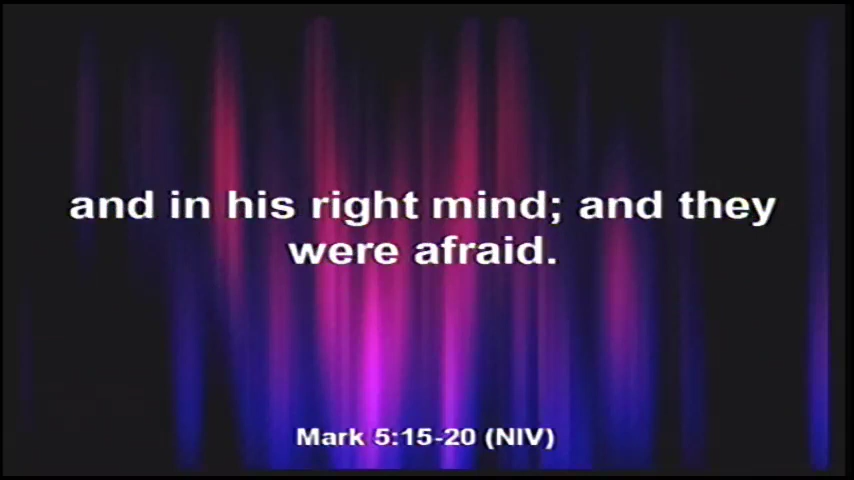 and in his right mind; and they
were afraid.
Mark 5:15-20 (NIV)